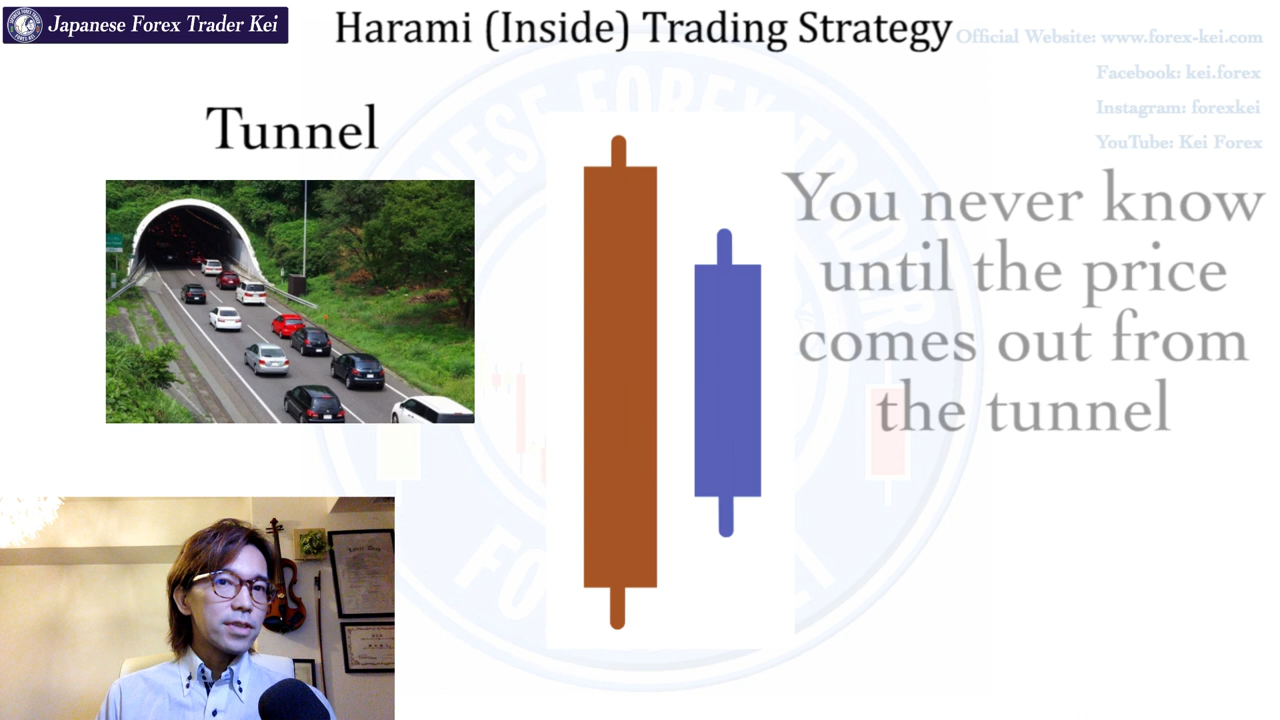 Japanese Forex Trader Kei
Harami (Inside) Trading Strategy
Official Website: www.forex-kei.com
Facebook: kei.forex
Instagram: forexkei
YouTube: Kei Forex
Tunnel
You never know
until the price
comes out from
the tunnel